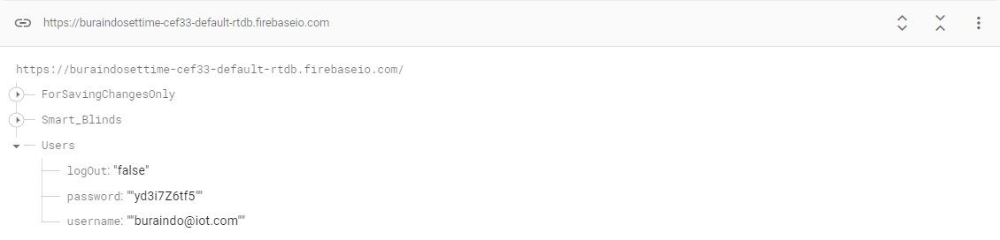 https://buraindosettime-cef33-default-rtdb.firebaseio.com
https://buraindosettime-cef33-default-rtdb.firebaseio.com/
ForSavingChangesOnly
Smart_Blinds
Users
logOut: "false"
password: ""yd3i7Z6tf5""
username: ""buraindo@iot.com""